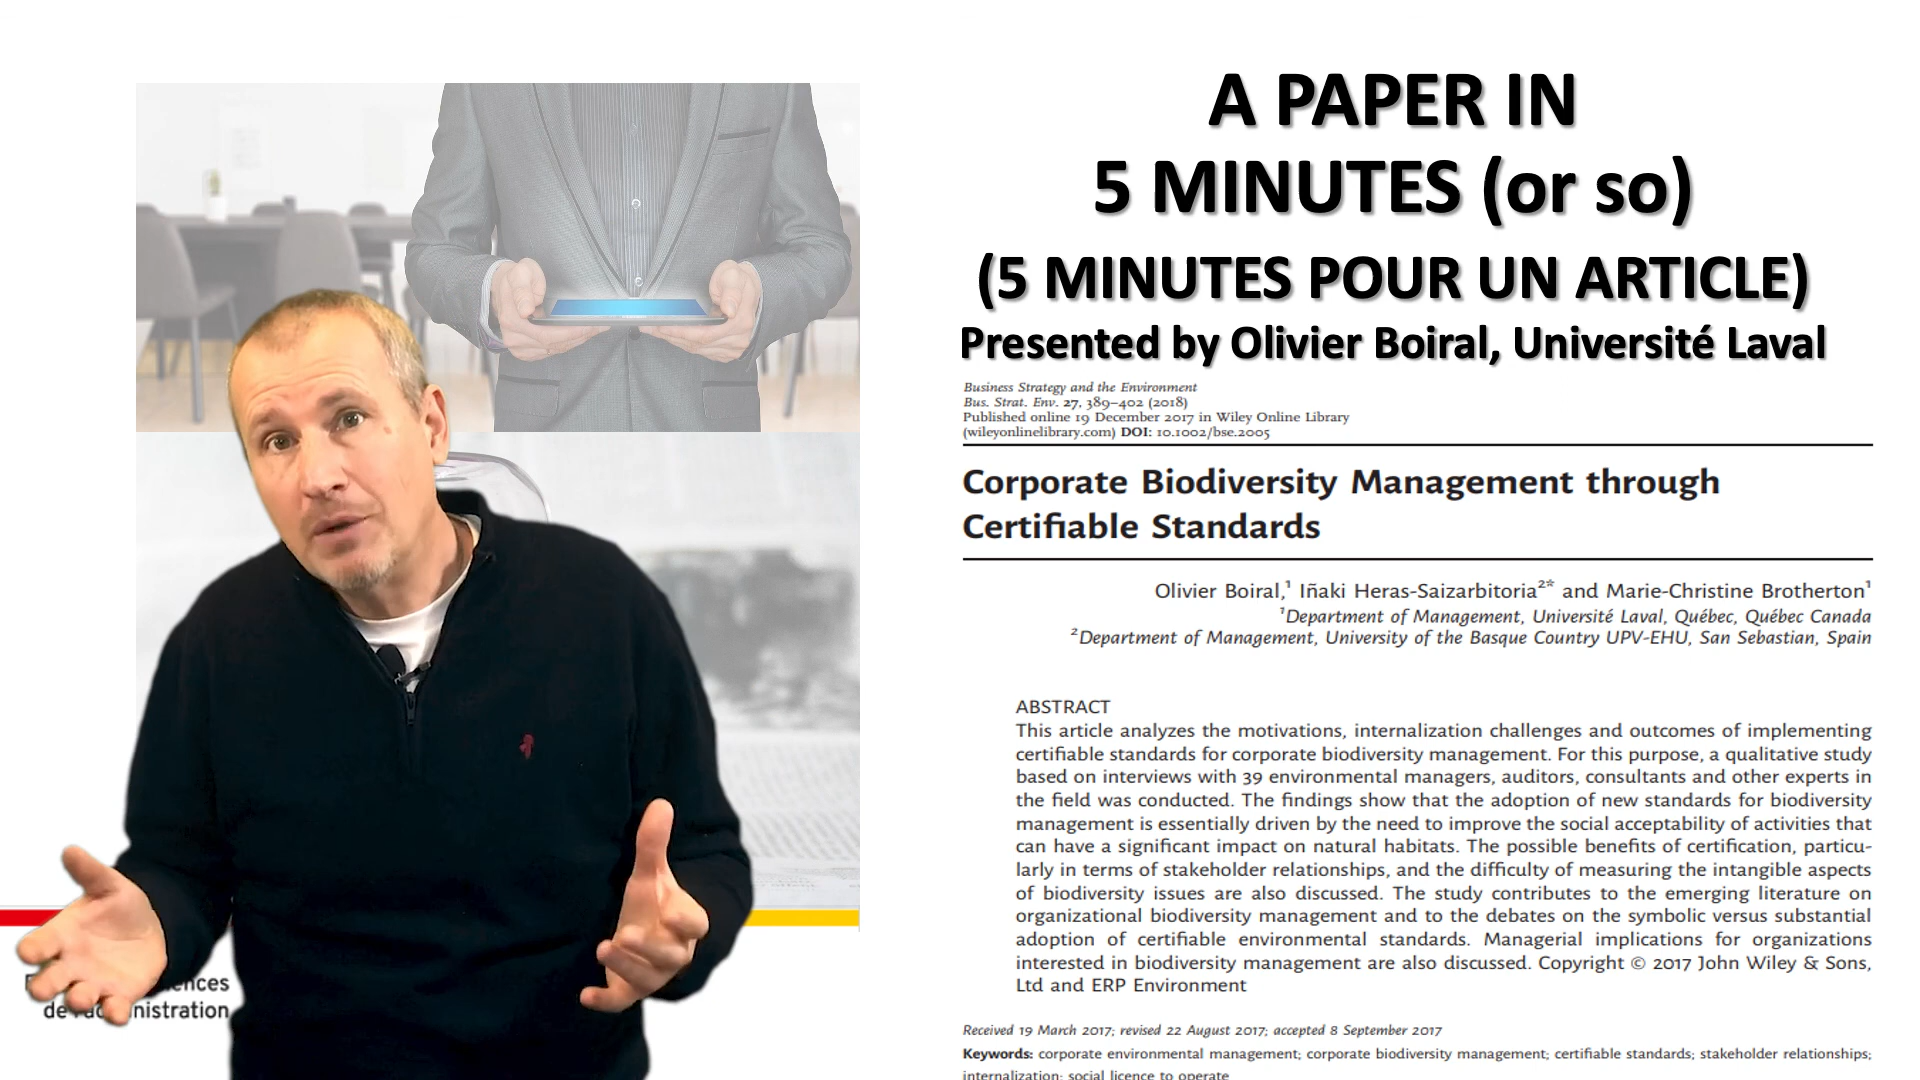 A PAPER IN
5 MINUTES (or so)
(5 MINUTES POUR UN ARTICLE)
Presented by Olivier Boiral, Université Laval
Business Strategy and the Environment
Bus. Strat. Env. 27, 389–402 (2018)
Published online 19 December 2017 in Wiley Online Library
(wileyonlinelibrary.com) DOI: 10.1002/bse.2005
Corporate Biodiversity Management through
Certifiable Standards
Olivier Boiral,¹ Iñaki Heras-Saizarbitoria²* and Marie-Christine Brotherton¹
¹Department of Management, Université Laval, Québec, Québec Canada
²Department of Management, University of the Basque Country UPV-EHU, San Sebastian, Spain
ABSTRACT
This article analyzes the motivations, internalization challenges and outcomes of implementing
certifiable standards for corporate biodiversity management. For this purpose, a qualitative study
based on interviews with 39 environmental managers, auditors, consultants and other experts in
the field was conducted. The findings show that the adoption of new standards for biodiversity
management is essentially driven by the need to improve the social acceptability of activities that
can have a significant impact on natural habitats. The possible benefits of certification, particu-
larly in terms of stakeholder relationships, and the difficulty of measuring the intangible aspects
of biodiversity issues are also discussed. The study contributes to the emerging literature on
organizational biodiversity management and to the debates on the symbolic versus substantial
adoption of certifiable environmental standards. Managerial implications for organizations
interested in biodiversity management are also discussed. Copyright © 2017 John Wiley & Sons,
Ltd and ERP Environment
Received 19 March 2017; revised 22 August 2017; accepted 8 September 2017
Keywords: corporate environmental management; corporate biodiversity management; certifiable standards; stakeholder relationships;
internalization; social licence to operate